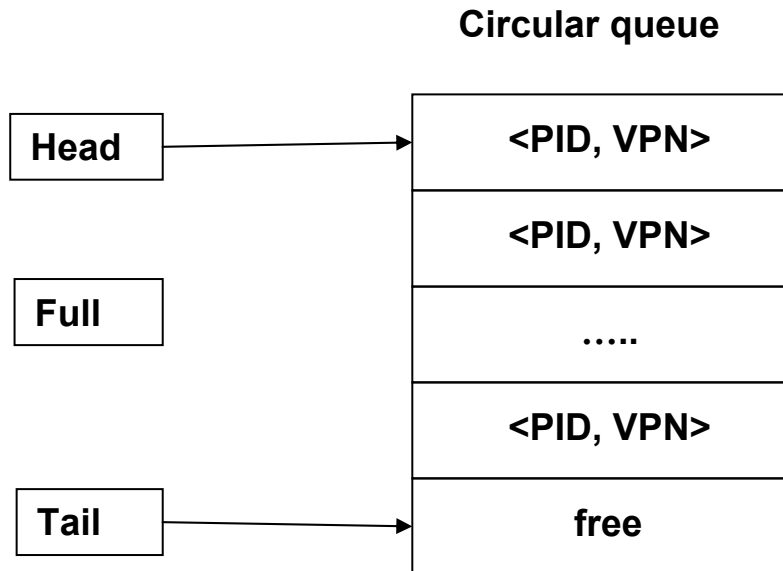 Circular queue
Head
<PID, VPN>
<PID, VPN>
Full
…..
<PID, VPN>
Tail
free